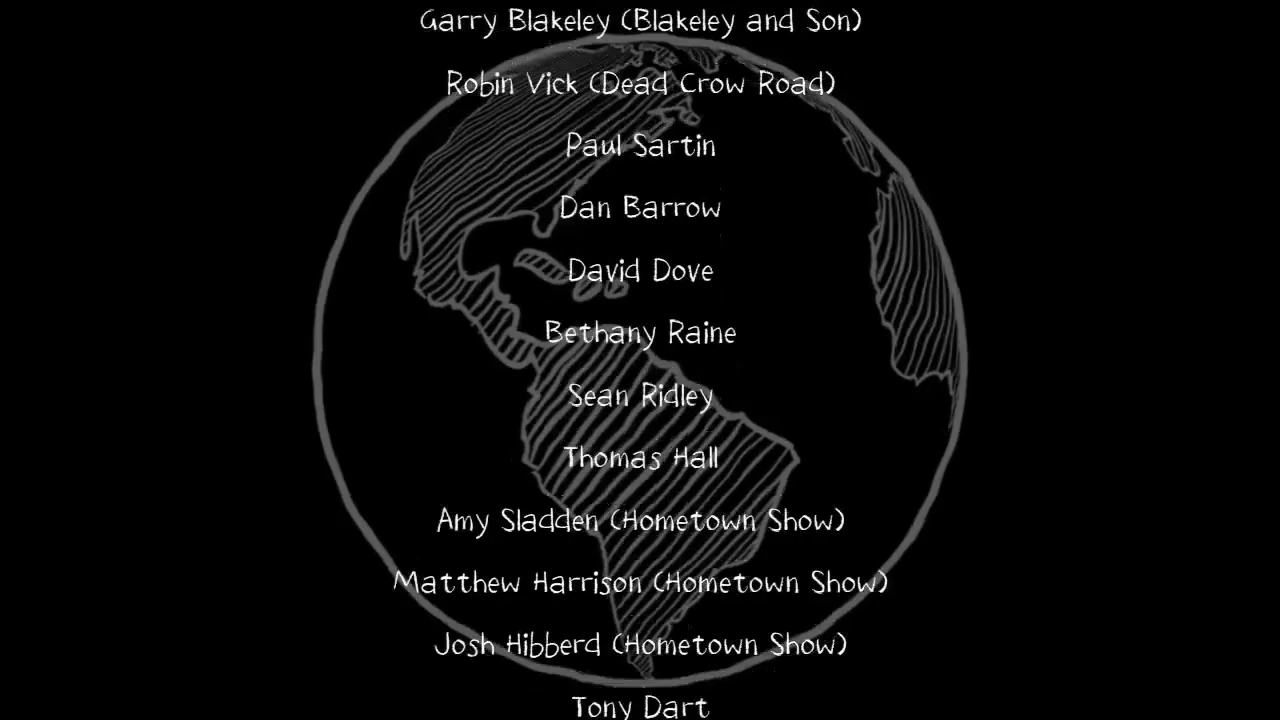 Garry Blakeley (Blakeley and Son)
Robin Vick (Dead Crow Road)
Paul Sartin
Dan Barrow
David Dove
Bethany Raine
Sean Ridley
Thomas Hall
Amy Sladden (Hometown Show)
Matthew Harrison (Hometown Show)
Josh Hibberd (Hometown Show)
Tony Dart